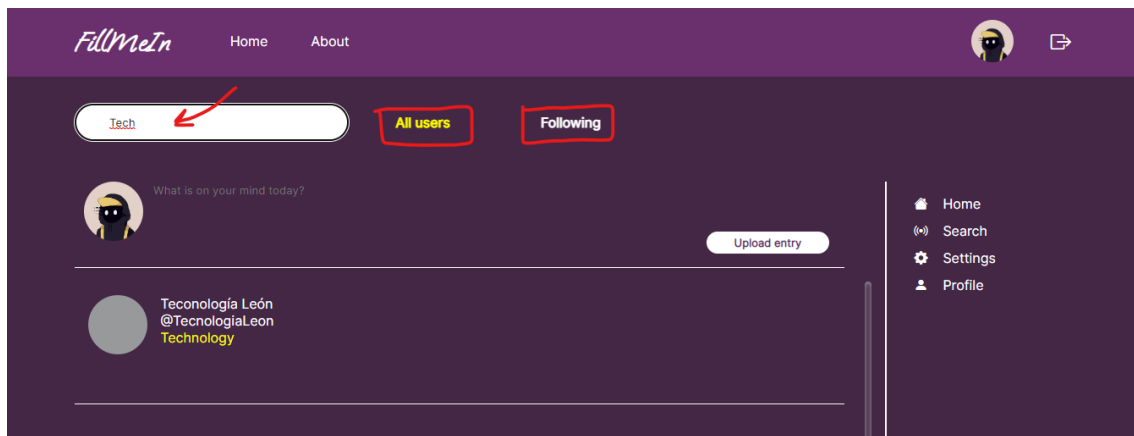 FillMeIn Home About
Tech All users Following
What is on your mind today?
Upload entry
Teconología León
@TecnologiaLeon
Technology
Home
Search
Settings
Profile